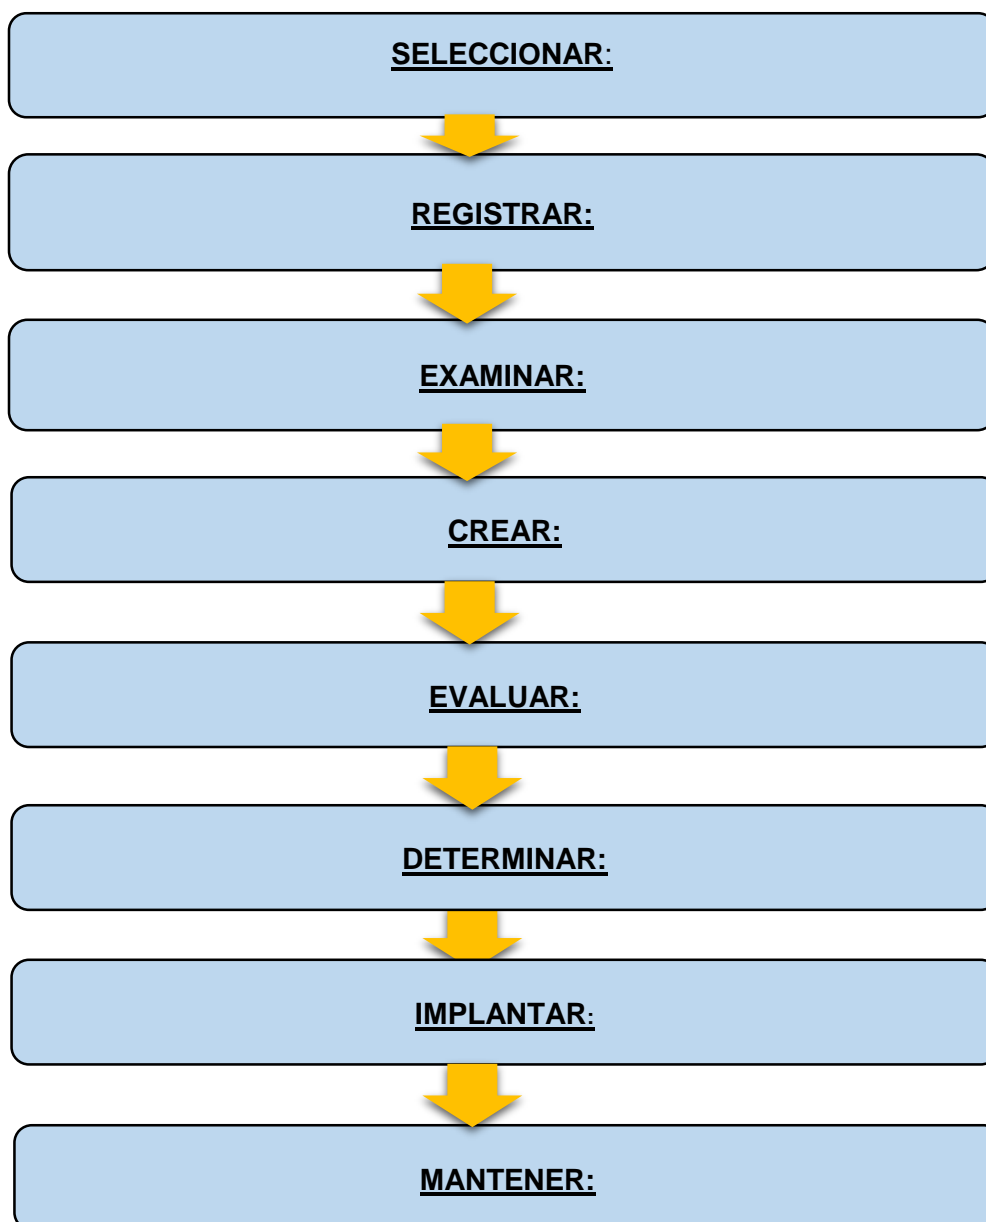 SELECCIONAR:
REGISTRAR:
EXAMINAR:
CREAR:
EVALUAR:
DETERMINAR:
IMPLANTAR:
MANTENER: